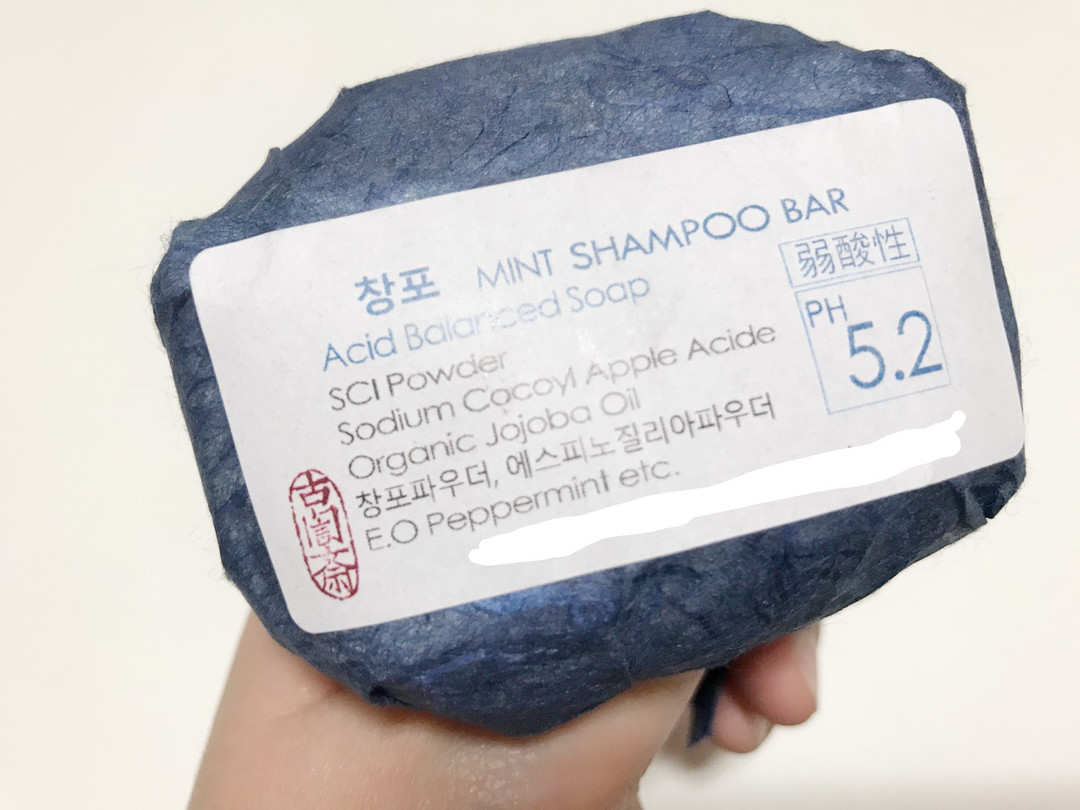 창포 MINT SHAMPOO BAR
Acid Balanced Soap
弱酸性
PH
5.2
SCI Powder
Sodium Cocoyl Apple Acide
Organic Jojoba Oil
창포파우더, 에스피노질리아파우더
E.O Peppermint etc.